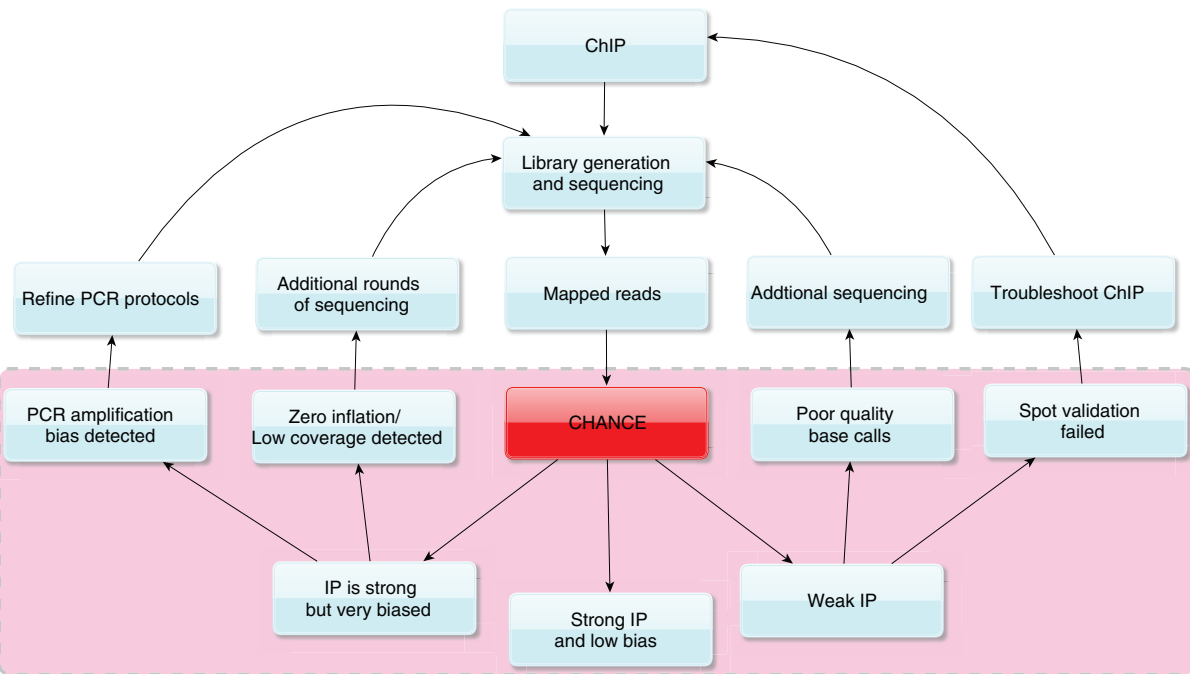 ChIP
Library generation
and sequencing
Refine PCR protocols
Additional rounds
of sequencing
Mapped reads
Addtional sequencing
Troubleshoot ChIP
PCR amplification
bias detected
Zero inflation/
Low coverage detected
CHANCE
Poor quality
base calls
Spot validation
failed
IP is strong
but very biased
Strong IP
and low bias
Weak IP